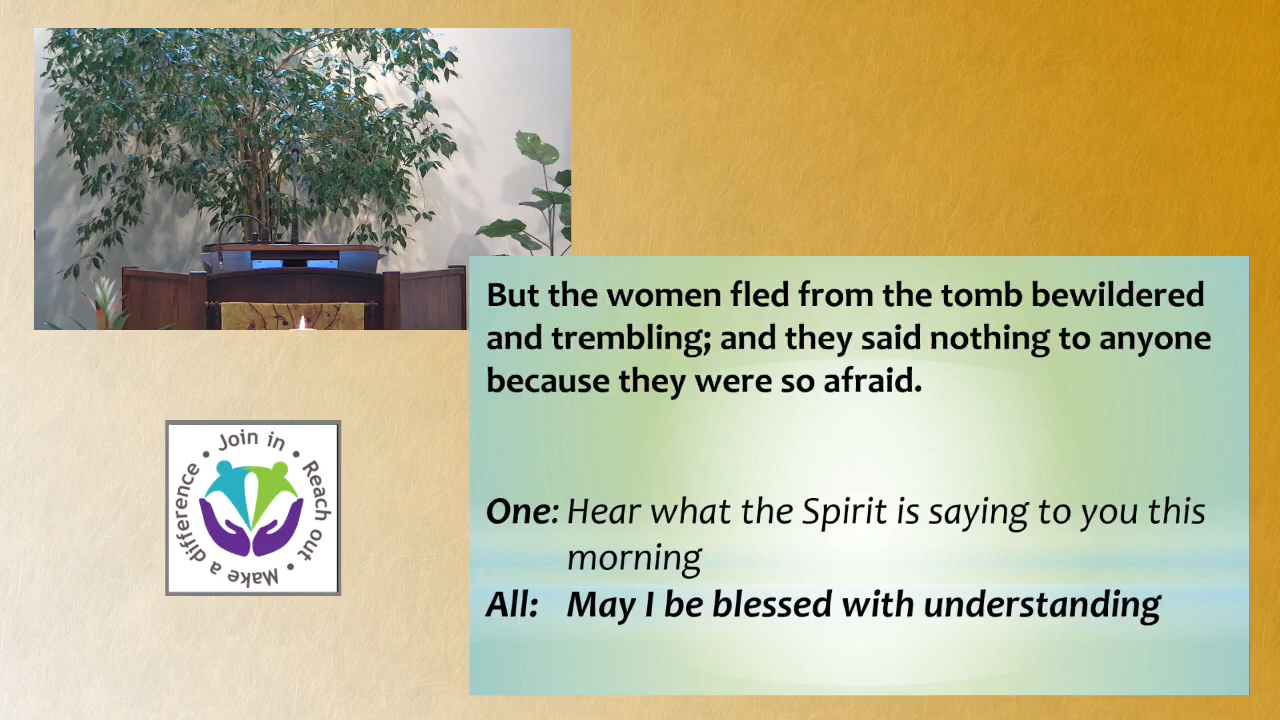 But the women fled from the tomb bewildered
and trembling; and they said nothing to anyone
because they were so afraid.
Join in • Reach out • Make a difference •
One: Hear what the Spirit is saying to you this
morning
All: May I be blessed with understanding